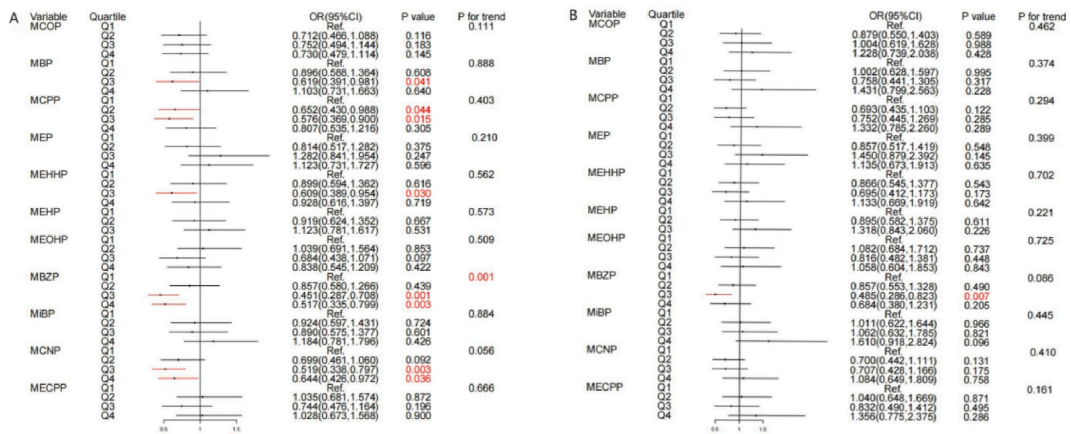 A Variable Quartile OR(95%CI) P value P for trend
MCOP Q1 Ref. 0.111
Q2 0.712(0.466,1.088) 0.116
Q3 0.752(0.494,1.144) 0.183
Q4 0.730(0.479,1.114) 0.145
MBP Q1 Ref. 0.888
Q2 0.896(0.588,1.364) 0.608
Q3 0.619(0.391,0.981) 0.041
Q4 1.103(0.731,1.663) 0.640
MCPP Q1 Ref. 0.403
Q2 0.652(0.430,0.988) 0.044
Q3 0.576(0.369,0.900) 0.015
Q4 0.807(0.535,1.216) 0.305
MEP Q1 Ref. 0.210
Q2 0.814(0.517,1.282) 0.375
Q3 1.282(0.841,1.954) 0.247
Q4 1.123(0.731,1.727) 0.596
MEHHP Q1 Ref. 0.562
Q2 0.899(0.594,1.362) 0.616
Q3 0.609(0.389,0.954) 0.030
Q4 0.928(0.616,1.397) 0.719
MEHP Q1 Ref. 0.573
Q2 0.919(0.624,1.352) 0.667
Q3 1.123(0.781,1.617) 0.531
MEOHP Q1 Ref. 0.509
Q2 1.039(0.691,1.564) 0.853
Q3 0.684(0.438,1.071) 0.097
Q4 0.838(0.545,1.209) 0.422
MBZP Q1 Ref. 0.001
Q2 0.857(0.580,1.266) 0.439
Q3 0.451(0.287,0.708) 0.001
Q4 0.517(0.335,0.799) 0.003
MiBP Q1 Ref. 0.884
Q2 0.924(0.597,1.431) 0.724
Q3 0.890(0.575,1.377) 0.601
Q4 1.184(0.781,1.796) 0.426
MCNP Q1 Ref. 0.056
Q2 0.699(0.461,1.060) 0.092
Q3 0.519(0.338,0.797) 0.003
Q4 0.644(0.426,0.972) 0.036
MECPP Q1 Ref. 0.666
Q2 1.035(0.681,1.574) 0.872
Q3 0.744(0.476,1.164) 0.196
Q4 1.028(0.673,1.568) 0.900
0.5 1 1.5
B Variable Quartile OR(95%CI) P value P for trend
MCOP Q1 Ref. 0.462
Q2 0.879(0.550,1.403) 0.589
Q3 1.004(0.619,1.628) 0.988
Q4 1.228(0.739,2.038) 0.428
MBP Q1 Ref. 0.374
Q2 1.002(0.628,1.597) 0.995
Q3 0.758(0.441,1.305) 0.317
Q4 1.431(0.799,2.563) 0.228
MCPP Q1 Ref. 0.294
Q2 0.693(0.435,1.103) 0.122
Q3 0.752(0.445,1.269) 0.285
Q4 1.332(0.785,2.260) 0.289
MEP Q1 Ref. 0.399
Q2 0.857(0.517,1.419) 0.548
Q3 1.450(0.879,2.392) 0.145
Q4 1.135(0.673,1.913) 0.635
MEHHP Q1 Ref. 0.702
Q2 0.866(0.545,1.377) 0.543
Q3 0.695(0.412,1.173) 0.173
Q4 1.133(0.669,1.919) 0.642
MEHP Q1 Ref. 0.221
Q2 0.895(0.582,1.375) 0.611
Q3 1.318(0.843,2.060) 0.226
MEOHP Q1 Ref. 0.725
Q2 1.082(0.684,1.712) 0.737
Q3 0.816(0.482,1.381) 0.448
Q4 1.058(0.604,1.853) 0.843
MBZP Q1 Ref. 0.086
Q2 0.857(0.553,1.328) 0.490
Q3 0.485(0.286,0.823) 0.007
Q4 0.684(0.380,1.231) 0.205
MiBP Q1 Ref. 0.445
Q2 1.011(0.622,1.644) 0.966
Q3 1.062(0.632,1.785) 0.821
Q4 1.610(0.918,2.824) 0.096
MCNP Q1 Ref. 0.410
Q2 0.700(0.442,1.111) 0.131
Q3 0.707(0.428,1.166) 0.175
Q4 1.084(0.649,1.809) 0.758
MECPP Q1 Ref. 0.161
Q2 1.040(0.648,1.669) 0.871
Q3 0.832(0.490,1.412) 0.495
Q4 1.356(0.775,2.375) 0.286
0.5 1 1.5